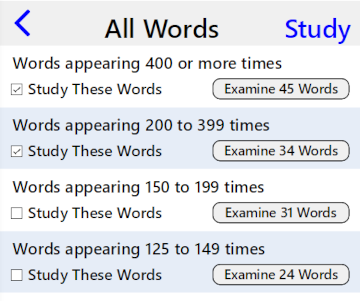 All Words Study
Words appearing 400 or more times
Study These Words Examine 45 Words
Words appearing 200 to 399 times
Study These Words Examine 34 Words
Words appearing 150 to 199 times
Study These Words Examine 31 Words
Words appearing 125 to 149 times
Study These Words Examine 24 Words